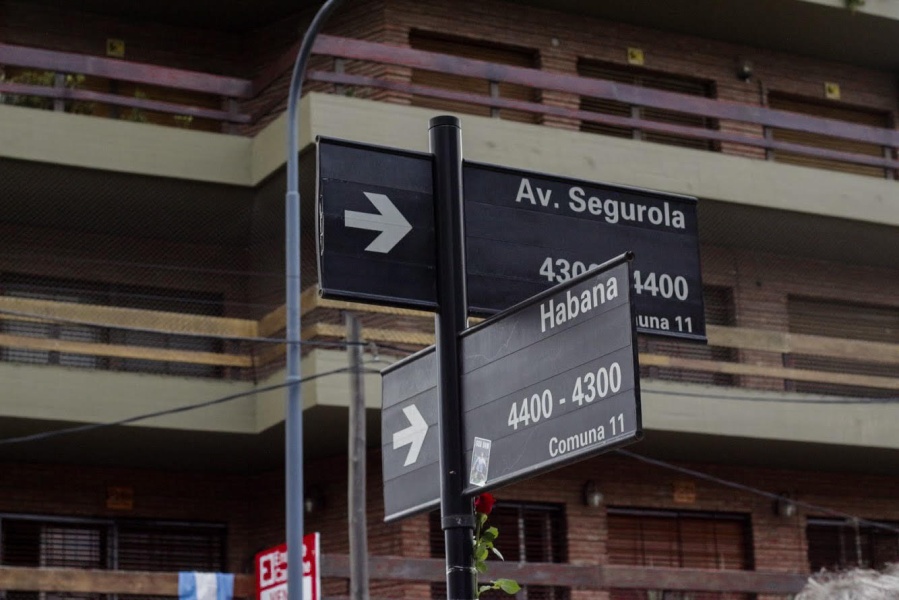 Av. Segurola
4300 4400
Comuna 11
Habana
4400 - 4300
Comuna 11